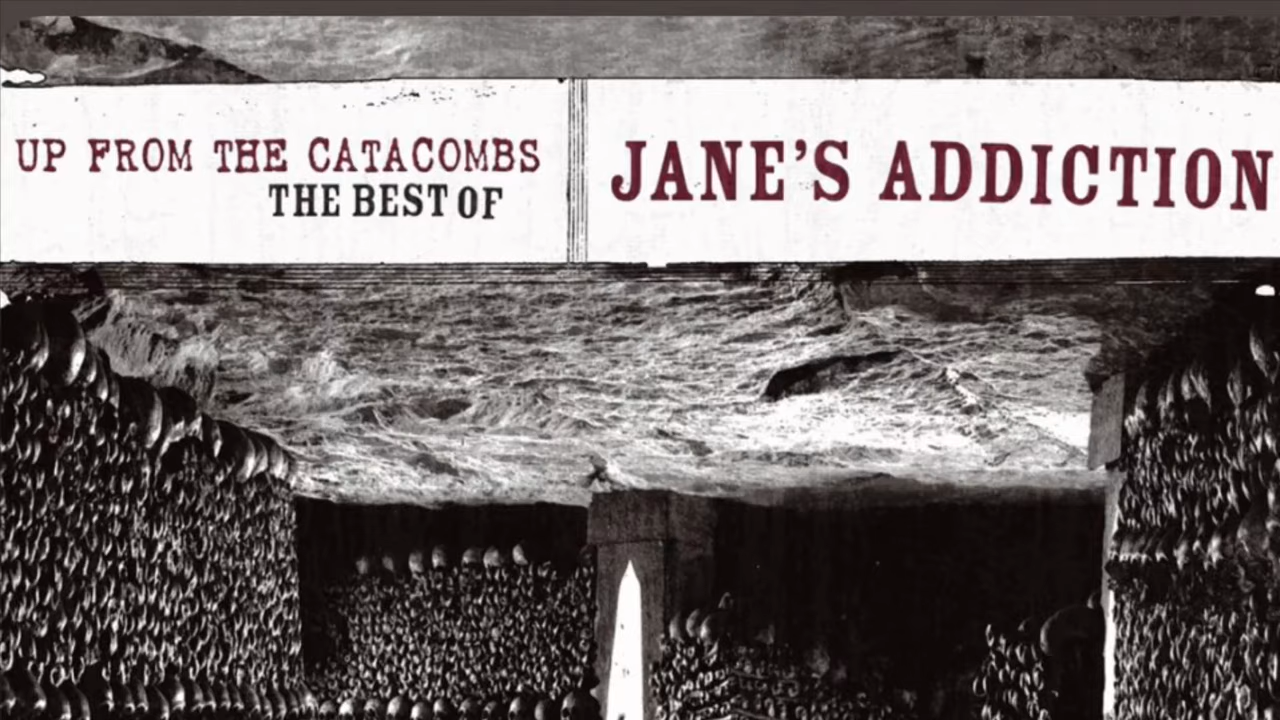 UP FROM THE CATACOMBS
THE BEST OF
JANE'S ADDICTION